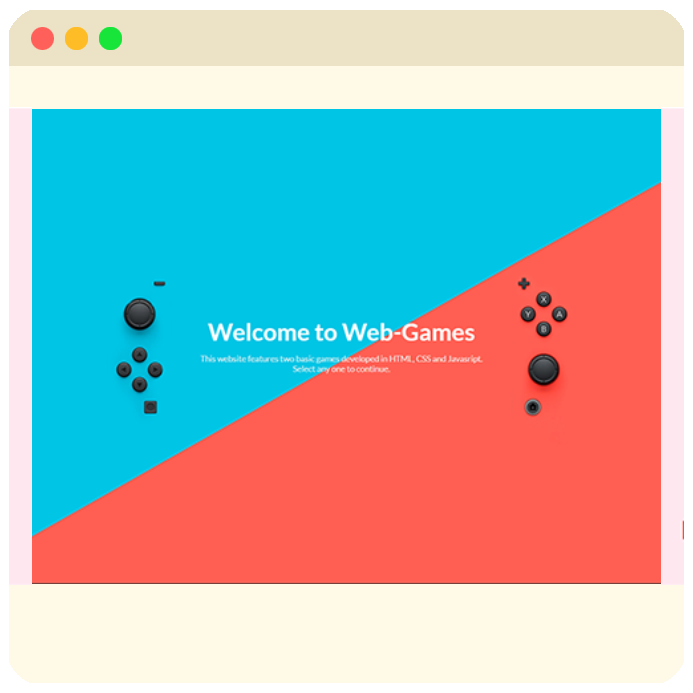 Welcome to Web-Games
This website features two basic games developed in HTML, CSS and Javasript.
Select any one to continue.
X
Y
A
B